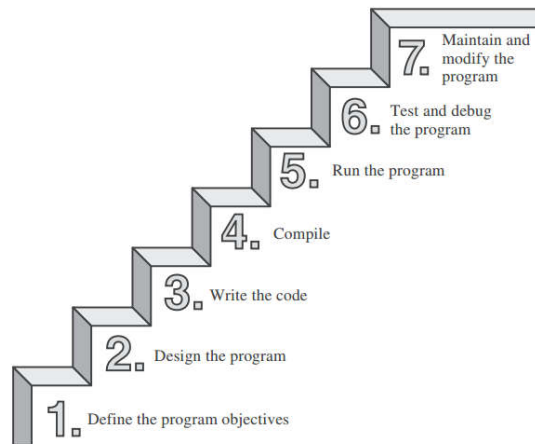 7. Maintain and
modify the
program
6. Test and debug
the program
5. Run the program
4. Compile
3. Write the code
2. Design the program
1. Define the program objectives